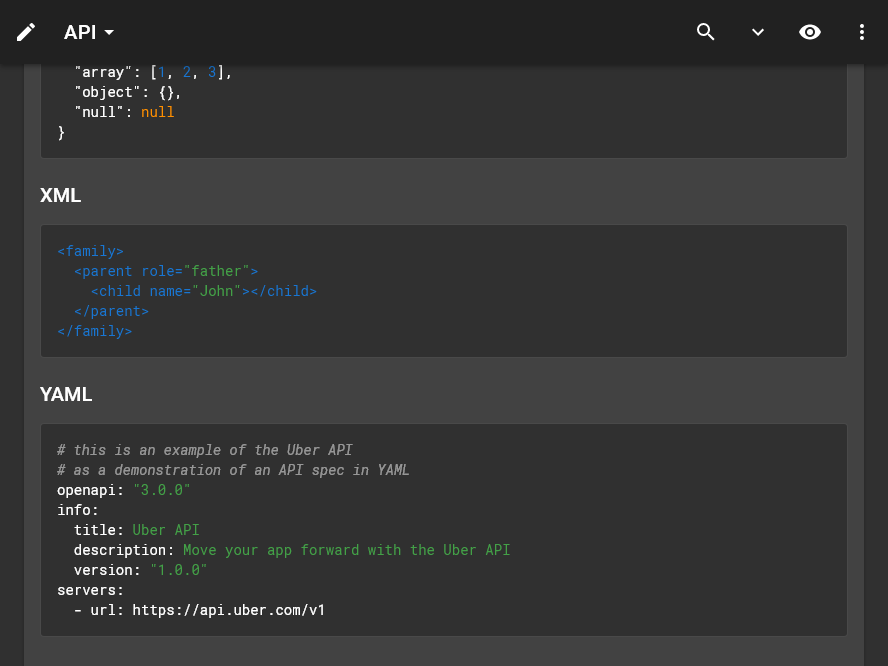 API
"array": [1, 2, 3],
"object": {},
"null": null
}
XML
<family>
<parent role="father">
<child name="John"></child>
</parent>
</family>
YAML
# this is an example of the Uber API
# as a demonstration of an API spec in YAML
openapi: "3.0.0"
info:
title: Uber API
description: Move your app forward with the Uber API
version: "1.0.0"
servers:
- url: https://api.uber.com/v1